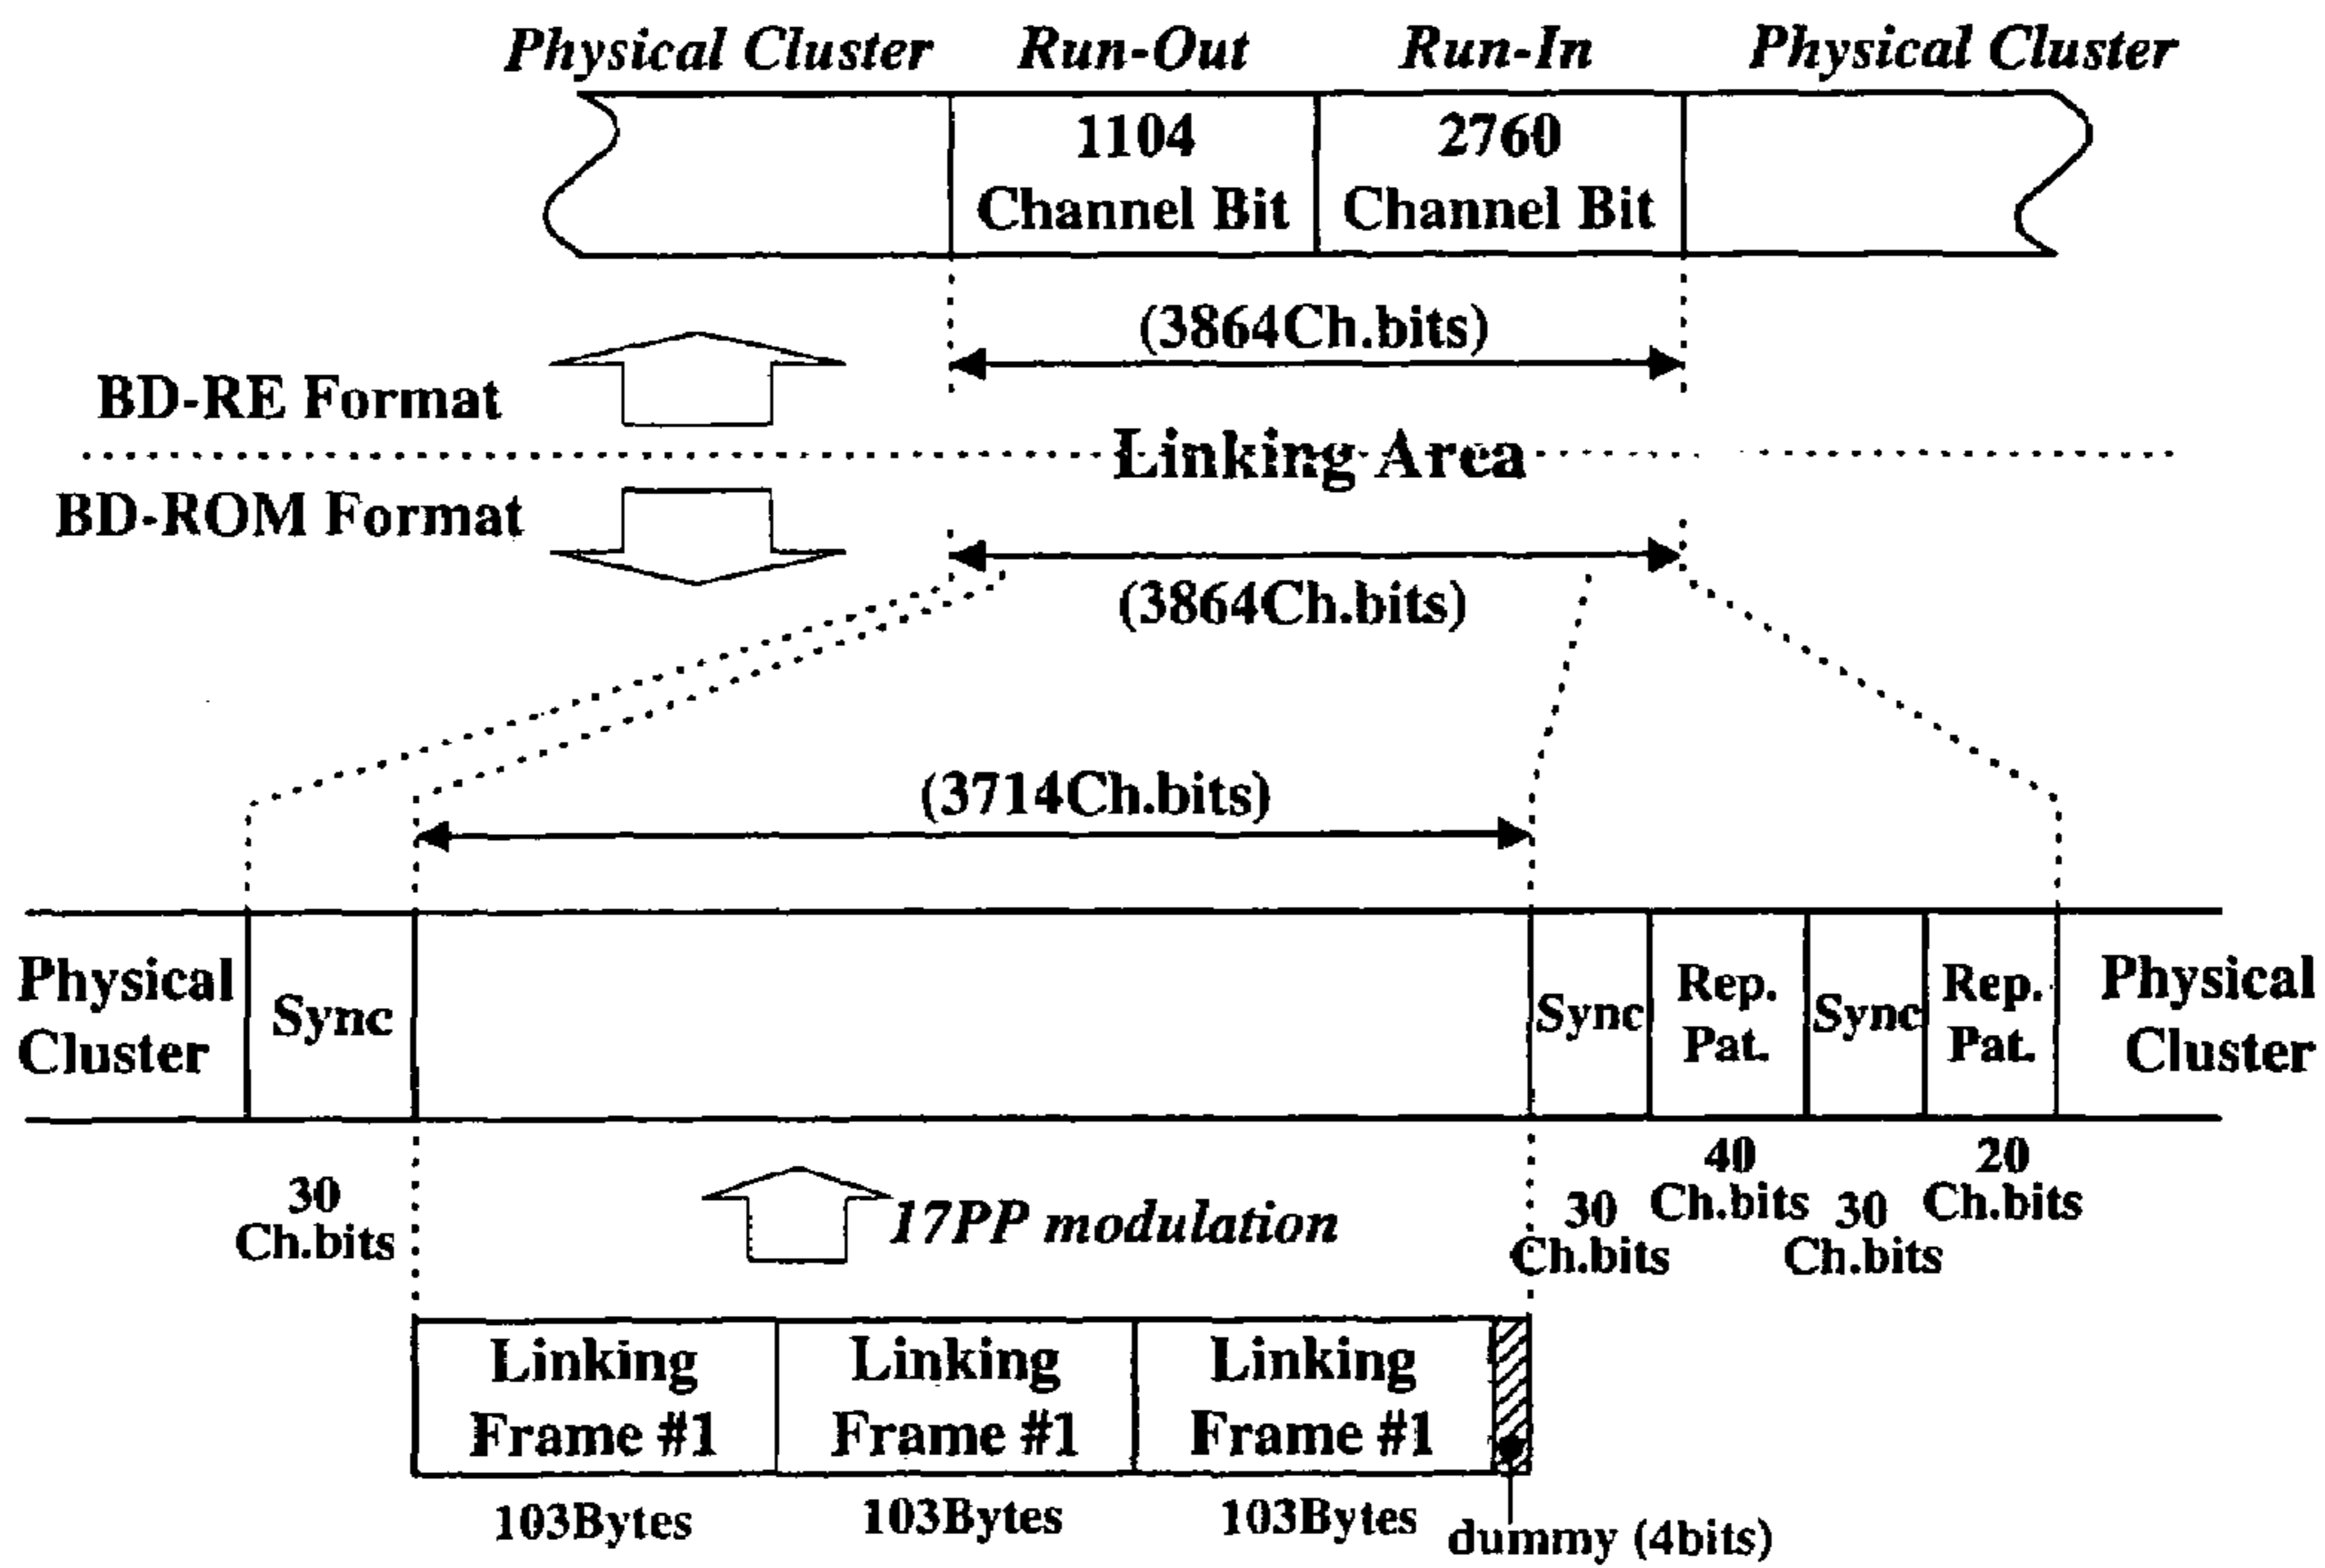 Physical Cluster Run-Out Run-In Physical Cluster
1104 2760
Channel Bit Channel Bit
(3864Ch.bits)
BD-RE Format
Linking Area
BD-ROM Format
(3864Ch.bits)
(3714Ch.bits)
Physical Cluster
Sync
Sync
Rep. Pat.
Sync
Rep. Pat.
Physical Cluster
30 Ch.bits
30 Ch.bits
40 Ch.bits
30 Ch.bits
20 Ch.bits
17PP modulation
Linking Linking Linking
Frame #1 Frame #1 Frame #1
103Bytes 103Bytes 103Bytes
dummy (4bits)